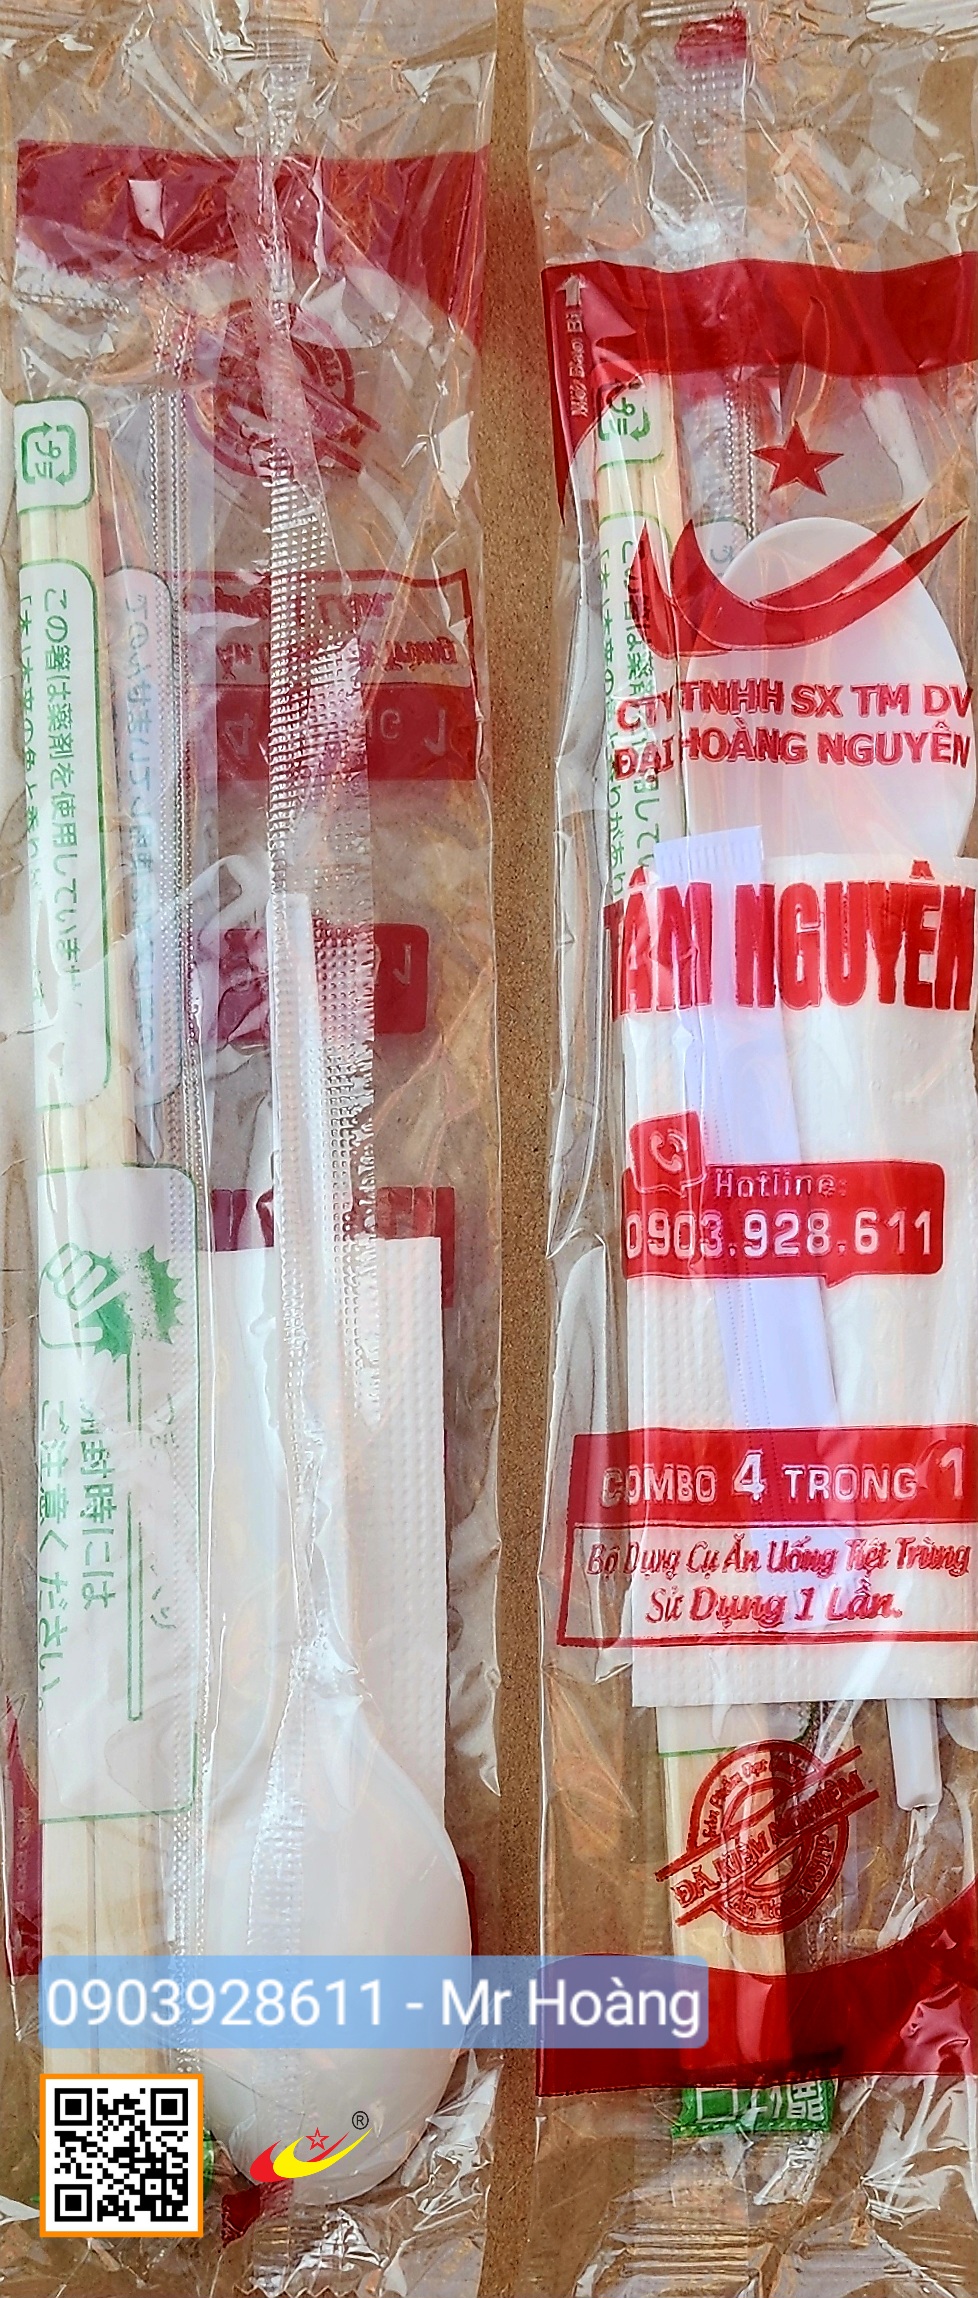 この箸は薬剤を使用していませ
開封時には
ご注意ください。
Mở Bao Bì
CTY TNHH SX TM DV
ĐẠI HOÀNG NGUYÊN
TÂM NGUYÊN
Hotline:
0903.928.611
COMBO 4 TRONG 1
Bộ Dụng Cụ Ăn Uống Tiệt Trùng
Sử Dụng 1 Lần.
ĐÃ KIỂM NGHIỆM
0903928611 - Mr Hoàng
®